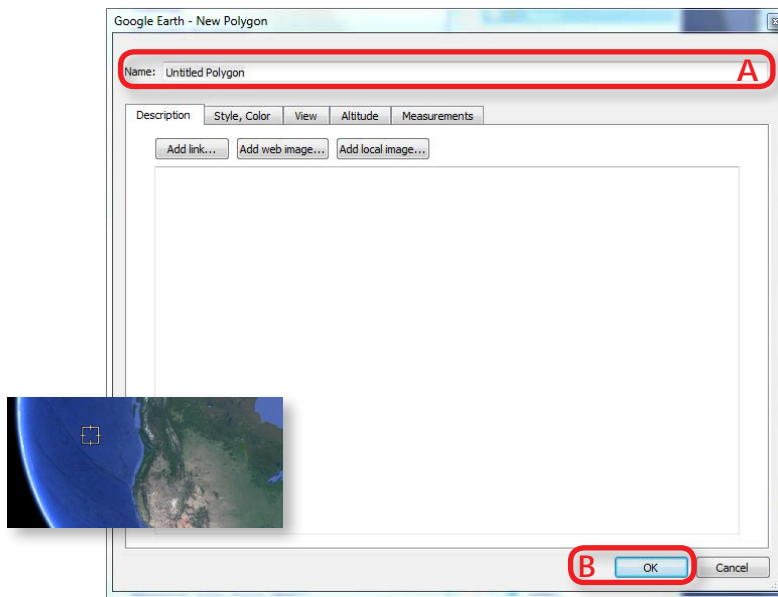 Google Earth - New Polygon
Name: Untitled Polygon A
Description Style, Color View Altitude Measurements
Add link... Add web image... Add local image...
B OK Cancel